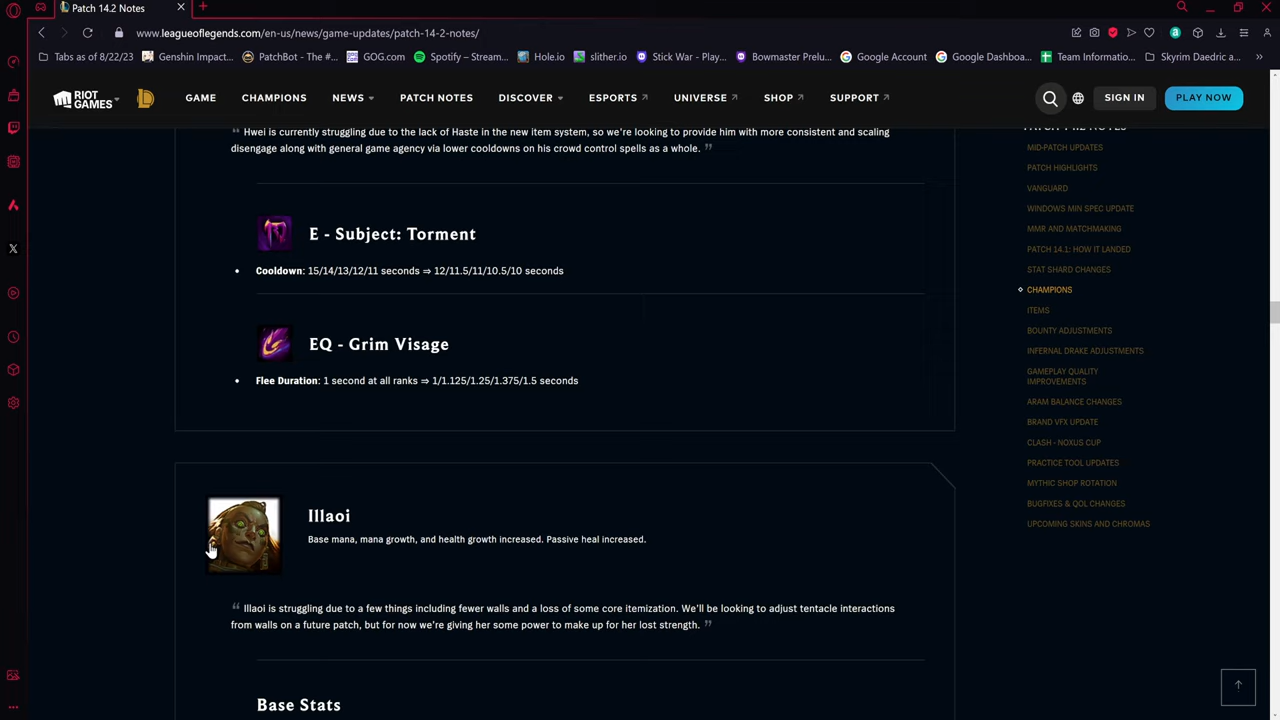 Patch 14.2 Notes
www.leagueoflegends.com/en-us/news/game-updates/patch-14-2-notes/
Tabs as of 8/22/23
Genshin Impact...
PatchBot - The #...
GOG.com
Spotify – Stream...
Hole.io
slither.io
Stick War - Play...
Bowmaster Prelu...
Google Account
Google Dashboa...
Team Informatio...
Skyrim Daedric a...
RIOT GAMES
GAME
CHAMPIONS
NEWS
PATCH NOTES
DISCOVER
ESPORTS
UNIVERSE
SHOP
SUPPORT
SIGN IN
PLAY NOW
Hwei is currently struggling due to the lack of Haste in the new item system, so we're looking to provide him with more consistent and scaling
disengage along with general game agency via lower cooldowns on his crowd control spells as a whole.
E - Subject: Torment
Cooldown: 15/14/13/12/11 seconds ⇒ 12/11.5/11/10.5/10 seconds
EQ - Grim Visage
Flee Duration: 1 second at all ranks ⇒ 1/1.125/1.25/1.375/1.5 seconds
Illaoi
Base mana, mana growth, and health growth increased. Passive heal increased.
Illaoi is struggling due to a few things including fewer walls and a loss of some core itemization. We'll be looking to adjust tentacle interactions
from walls on a future patch, but for now we're giving her some power to make up for her lost strength.
Base Stats
PATCH 14.2 NOTES
MID-PATCH UPDATES
PATCH HIGHLIGHTS
VANGUARD
WINDOWS MIN SPEC UPDATE
MMR AND MATCHMAKING
PATCH 14.1: HOW IT LANDED
STAT SHARD CHANGES
CHAMPIONS
ITEMS
BOUNTY ADJUSTMENTS
INFERNAL DRAKE ADJUSTMENTS
GAMEPLAY QUALITY
IMPROVEMENTS
ARAM BALANCE CHANGES
BRAND VFX UPDATE
CLASH - NOXUS CUP
PRACTICE TOOL UPDATES
MYTHIC SHOP ROTATION
BUGFIXES & QOL CHANGES
UPCOMING SKINS AND CHROMAS